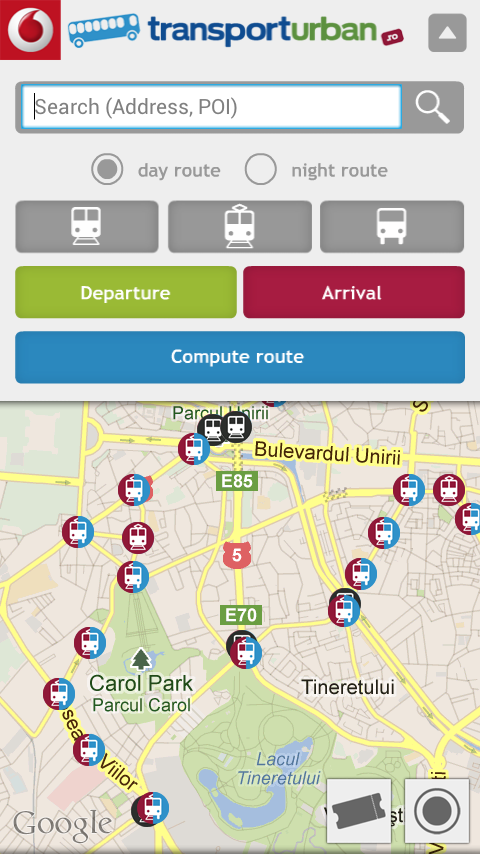 transporturban.ro
Search (Address, POI)
day route
night route
Departure
Arrival
Compute route
Parcul Unirii
Bulevardul Unirii
E85
5
E70
Carol Park
Parcul Carol
Tineretului
Viilor
Lacul
Tineretului
Google